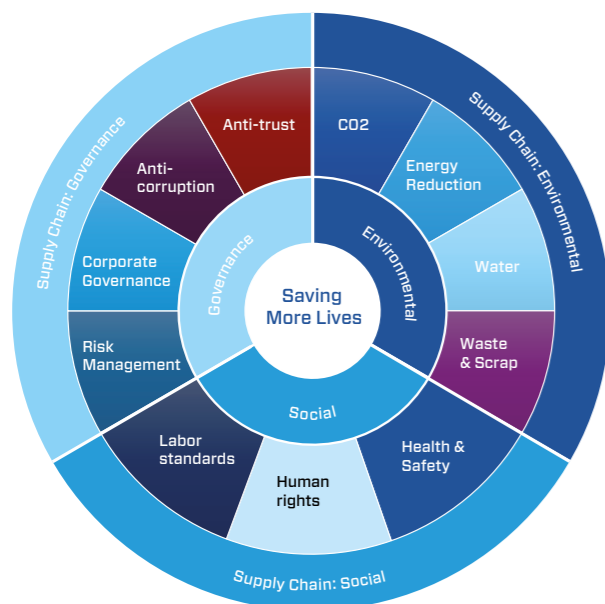 Saving
More Lives
Environmental
Social
Governance
CO2
Energy
Reduction
Water
Waste
& Scrap
Health &
Safety
Human
rights
Labor
standards
Risk
Management
Corporate
Governance
Anti-
corruption
Anti-trust
Supply Chain: Environmental
Supply Chain: Social
Supply Chain: Governance